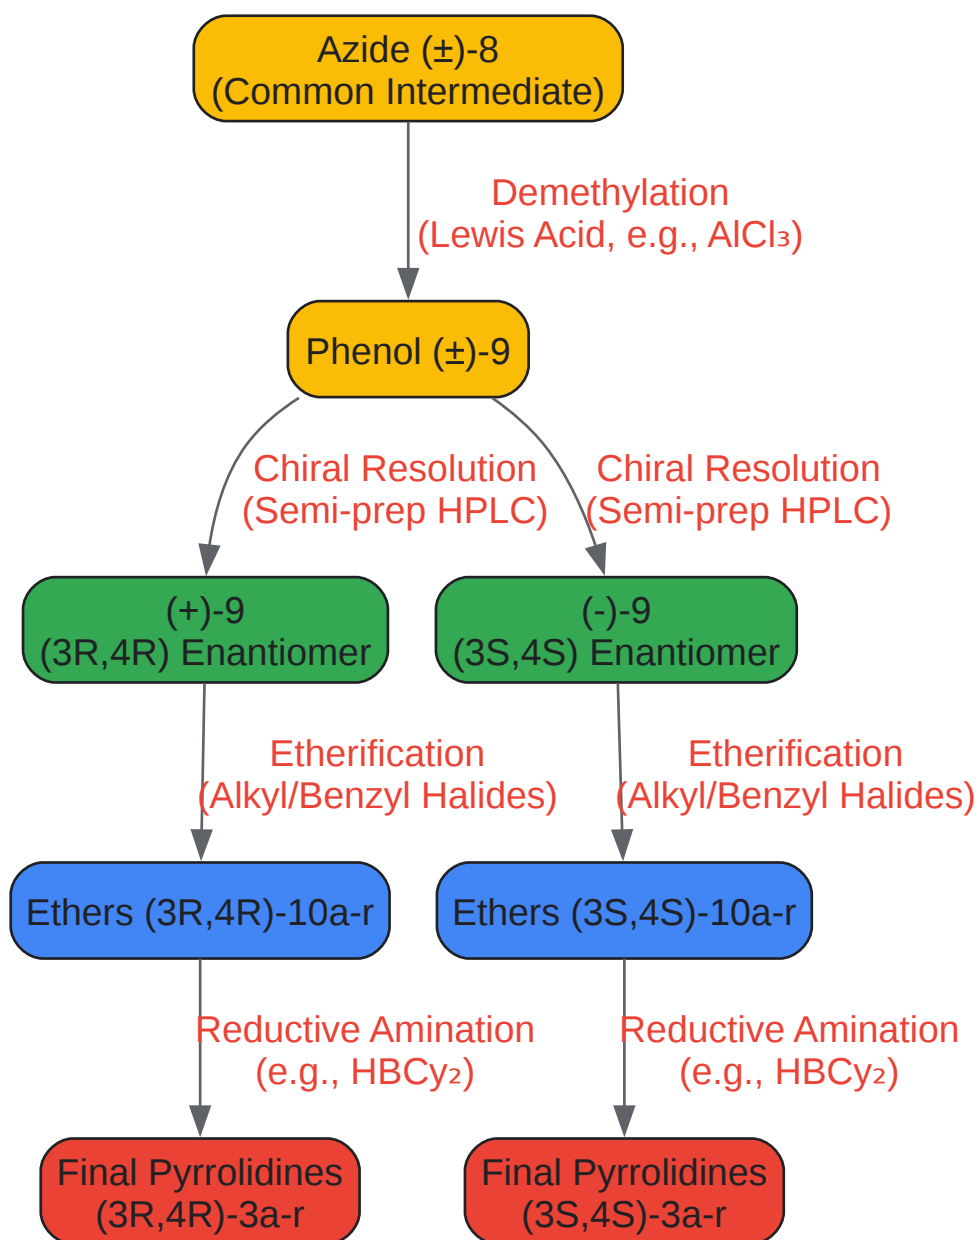 Azide (±)-8
(Common Intermediate)
Demethylation
(Lewis Acid, e.g., AlCl₃)
Phenol (±)-9
Chiral Resolution
(Semi-prep HPLC)
Chiral Resolution
(Semi-prep HPLC)
(+)-9
(3R,4R) Enantiomer
(-)-9
(3S,4S) Enantiomer
Etherification
(Alkyl/Benzyl Halides)
Etherification
(Alkyl/Benzyl Halides)
Ethers (3R,4R)-10a-r
Ethers (3S,4S)-10a-r
Reductive Amination
(e.g., HBCy₂)
Reductive Amination
(e.g., HBCy₂)
Final Pyrrolidines
(3R,4R)-3a-r
Final Pyrrolidines
(3S,4S)-3a-r